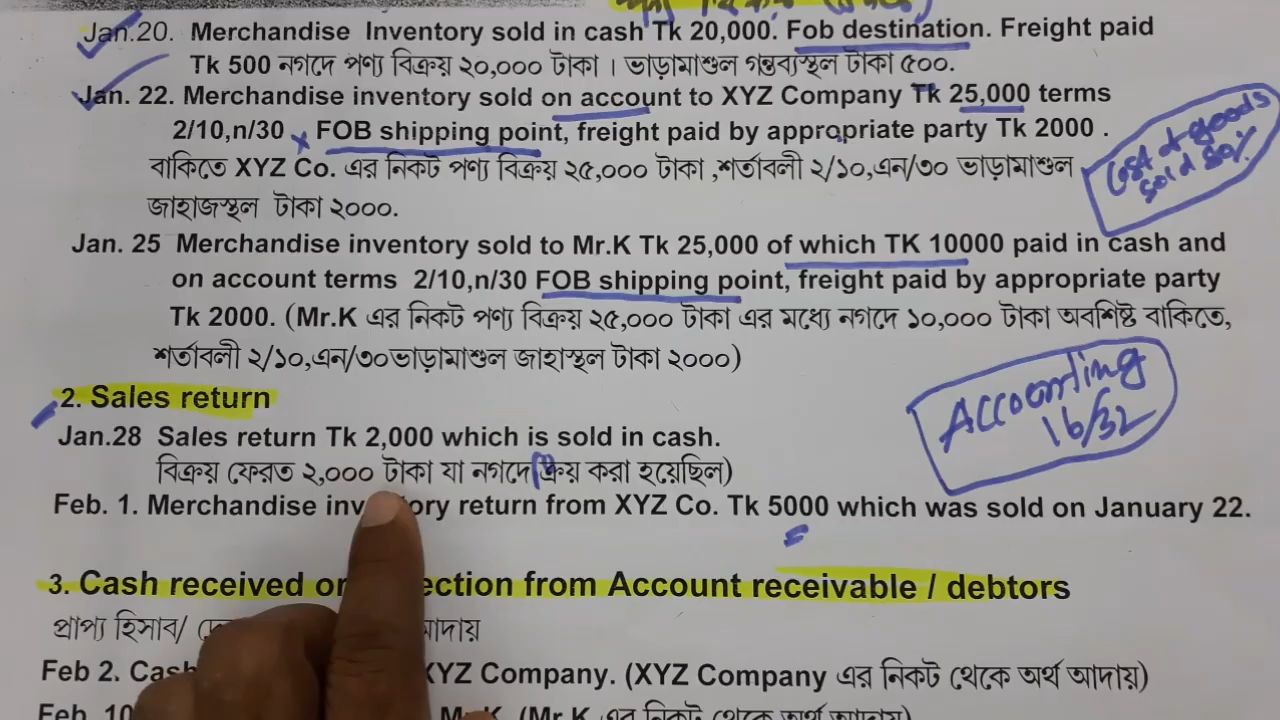 Jan.20. Merchandise Inventory sold in cash Tk 20,000. Fob destination. Freight paid
Tk 500 নগদে পণ্য বিক্রয় ২০,০০০ টাকা । ভাড়ামাশুল গন্তব্যস্থল টাকা ৫০০.
Jan. 22. Merchandise inventory sold on account to XYZ Company Tk 25,000 terms
2/10,n/30 FOB shipping point, freight paid by appropriate party Tk 2000 .
Cost of goods
sold 80%
বাকিতে XYZ Co. এর নিকট পণ্য বিক্রয় ২৫,০০০ টাকা ,শর্তাবলী ২/১০,এন/৩০ ভাড়ামাশুল
জাহাজস্থল টাকা ২০০০.
Jan. 25 Merchandise inventory sold to Mr.K Tk 25,000 of which TK 10000 paid in cash and
on account terms 2/10,n/30 FOB shipping point, freight paid by appropriate party
Tk 2000. (Mr.K এর নিকট পণ্য বিক্রয় ২৫,০০০ টাকা এর মধ্যে নগদে ১০,০০০ টাকা অবশিষ্ট বাকিতে,
শর্তাবলী ২/১০,এন/৩০ভাড়ামাশুল জাহাস্থল টাকা ২০০০)
Accounting
16/32
2. Sales return
Jan.28 Sales return Tk 2,000 which is sold in cash.
বিক্রয় ফেরত ২,০০০ টাকা যা নগদে ক্রয় করা হয়েছিল)
Feb. 1. Merchandise inventory return from XYZ Co. Tk 5000 which was sold on January 22.
3. Cash received or ection from Account receivable / debtors
প্রাপ্য হিসাব/ আদায়
Feb 2. Cas XYZ Company. (XYZ Company এর নিকট থেকে অর্থ আদায়)
Feb. 10 Mr.K. (Mr.K এর নিকট থেকে অর্থ আদায়)